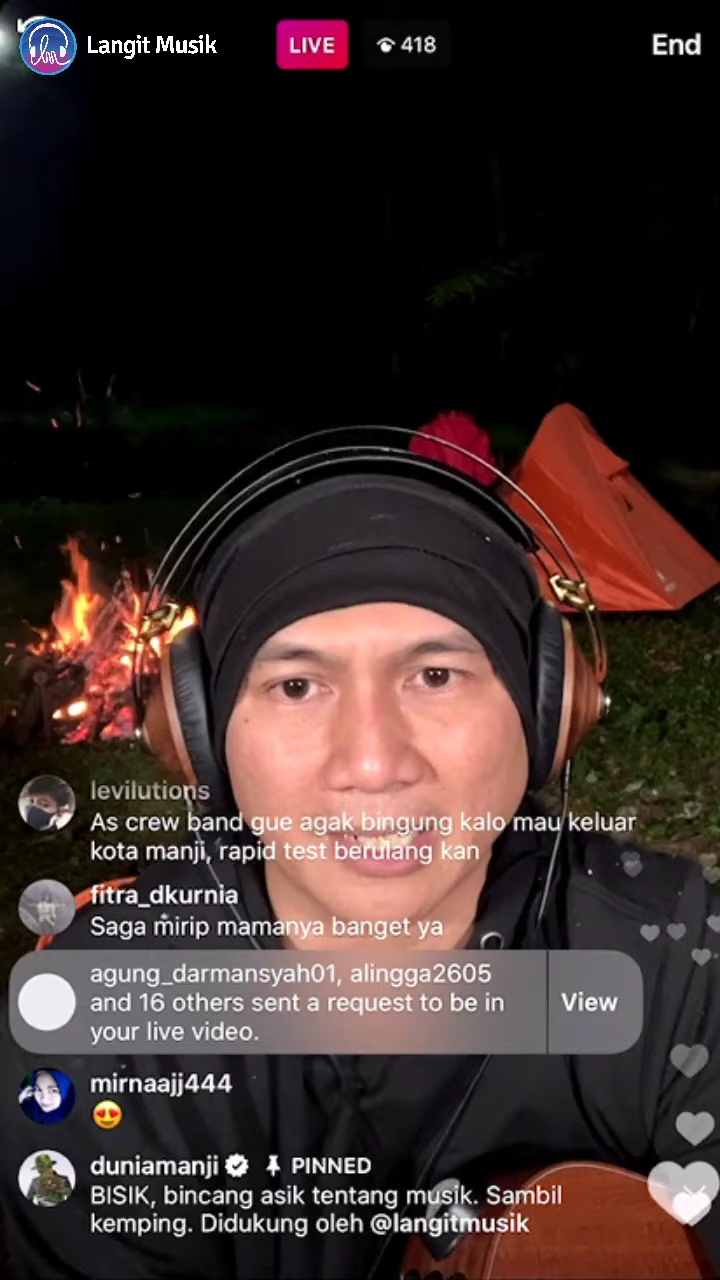 Langit Musik
LIVE
418
End
levilutions
As crew band gue agak bingung kalo mau keluar
kota manji, rapid test berulang kan
fitra_dkurnia
Saga mirip mamanya banget ya
agung_darmansyah01, alingga2605
and 16 others sent a request to be in
your live video.
View
mirnaajj444
😍
duniamanji PINNED
BISIK, bincang asik tentang musik. Sambil
kemping. Didukung oleh @langitmusik